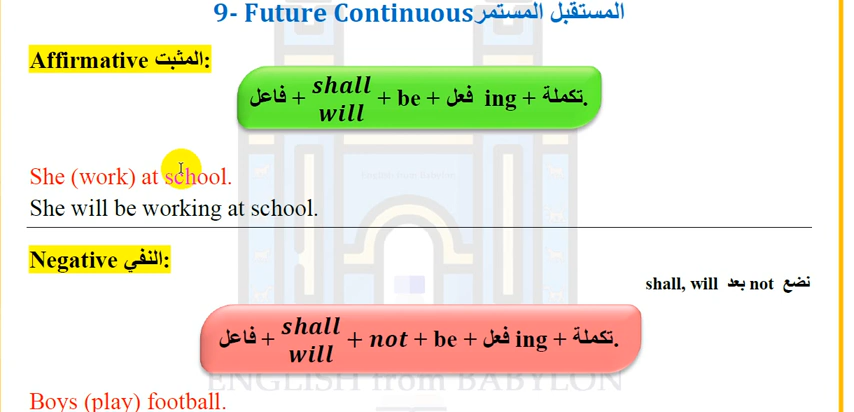 9- Future Continuous المستقبل المستمر
Affirmative المثبت:
فاعل + shall will + be + فعل ing + تكملة.
She (work) at school.
She will be working at school.
Negative النفي:
نضع not بعد shall, will
فاعل + shall will + not + be + فعل ing + تكملة.
ENGLISH from BABYLON
Boys (play) football.